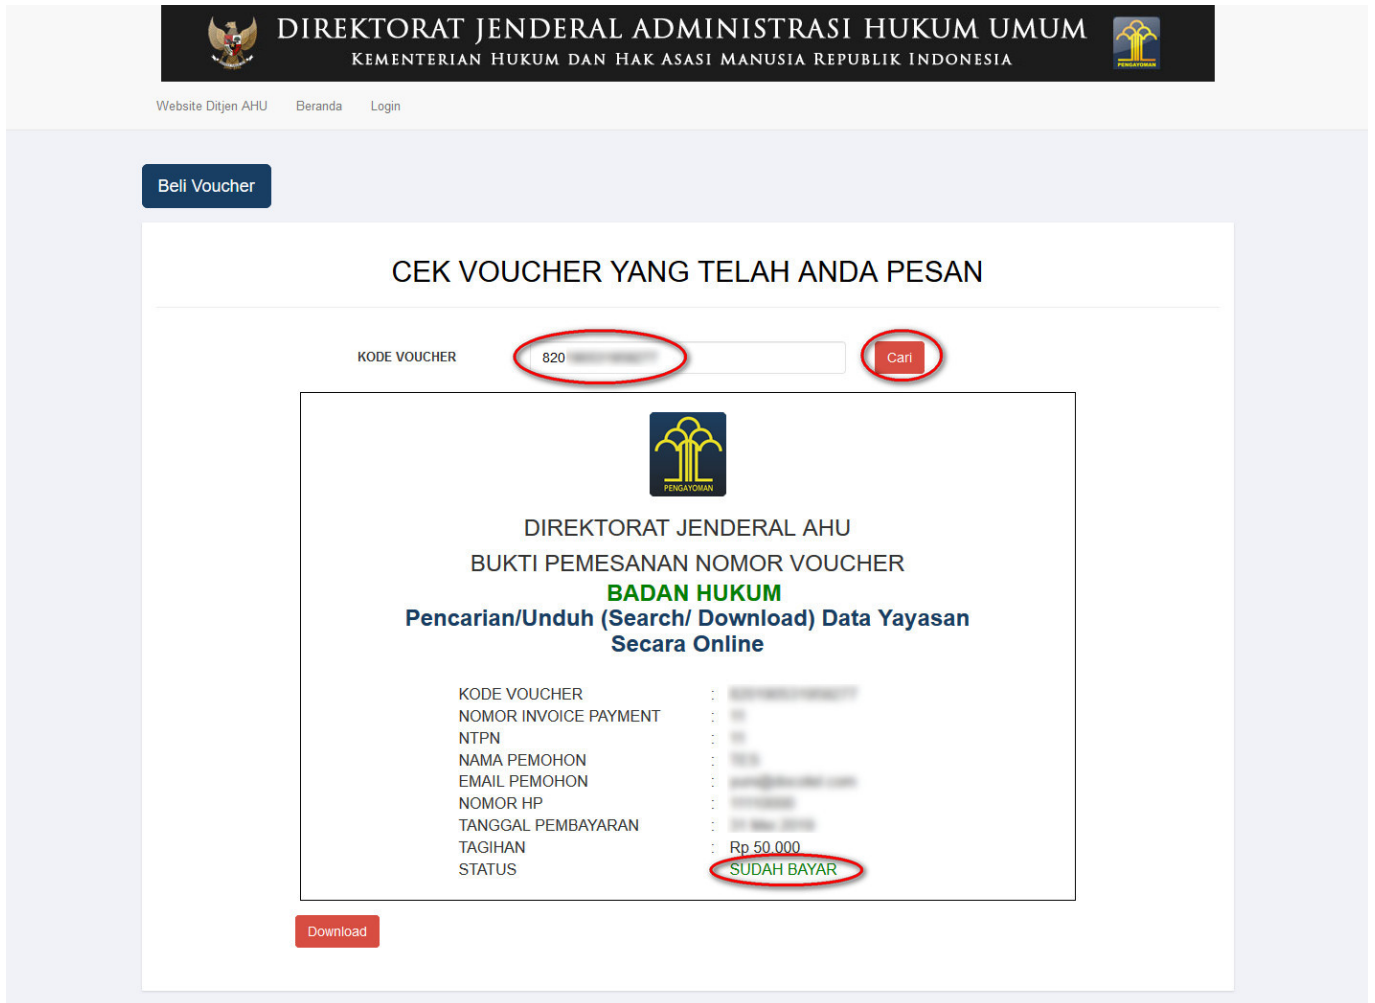 DIREKTORAT JENDERAL ADMINISTRASI HUKUM UMUM
KEMENTERIAN HUKUM DAN HAK ASASI MANUSIA REPUBLIK INDONESIA
PENGAYOMAN
Website Ditjen AHU Beranda Login
Beli Voucher
CEK VOUCHER YANG TELAH ANDA PESAN
KODE VOUCHER 820 Cari
PENGAYOMAN
DIREKTORAT JENDERAL AHU
BUKTI PEMESANAN NOMOR VOUCHER
BADAN HUKUM
Pencarian/Unduh (Search/ Download) Data Yayasan
Secara Online
KODE VOUCHER :
NOMOR INVOICE PAYMENT :
NTPN :
NAMA PEMOHON :
EMAIL PEMOHON :
NOMOR HP :
TANGGAL PEMBAYARAN :
TAGIHAN : Rp 50.000
STATUS SUDAH BAYAR
Download